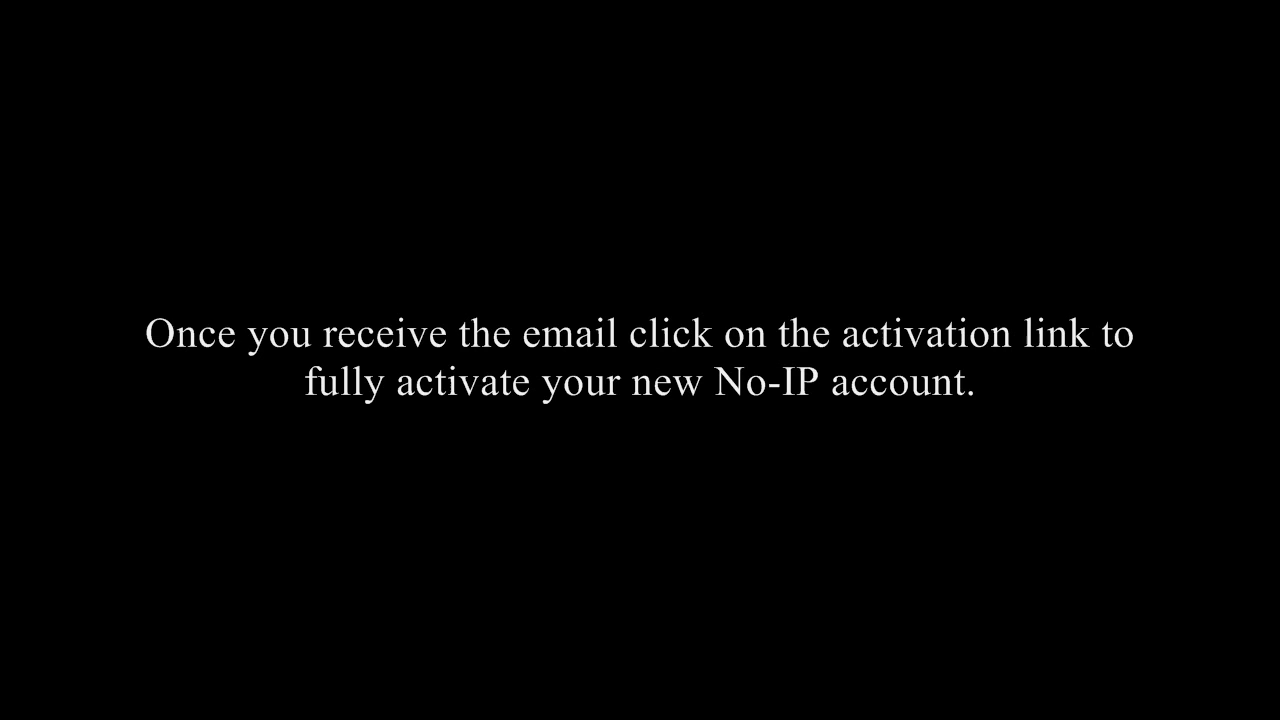 Once you receive the email click on the activation link to
fully activate your new No-IP account.